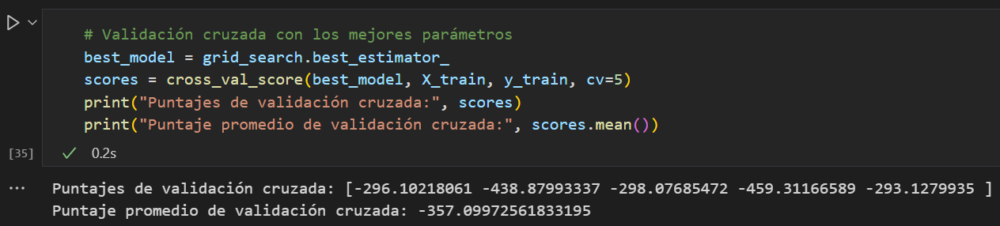 # Validación cruzada con los mejores parámetros
best_model = grid_search.best_estimator_
scores = cross_val_score(best_model, X_train, y_train, cv=5)
print("Puntajes de validación cruzada:", scores)
print("Puntaje promedio de validación cruzada:", scores.mean())
[35] 0.2s
Puntajes de validación cruzada: [-296.10218061 -438.87993337 -298.07685472 -459.31166589 -293.1279935 ]
Puntaje promedio de validación cruzada: -357.09972561833195